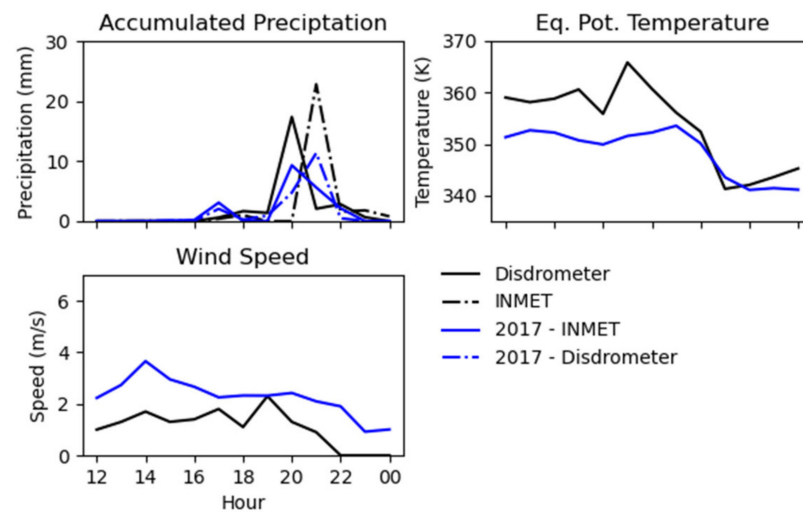 Accumulated Preciptation
Precipitation (mm)
30
20
10
0
Eq. Pot. Temperature
Temperature (K)
370
360
350
340
Wind Speed
Speed (m/s)
6
4
2
0
12 14 16 18 20 22 00
Hour
Disdrometer
INMET
2017 - INMET
2017 - Disdrometer